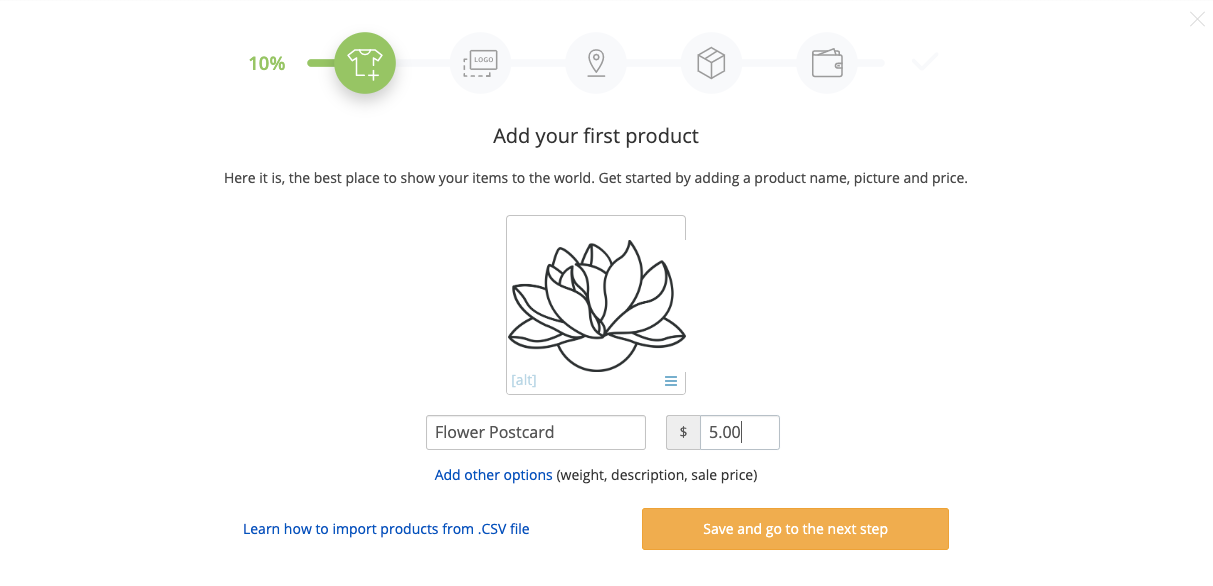 10%
LOGO
Add your first product
Here it is, the best place to show your items to the world. Get started by adding a product name, picture and price.
[alt]
Flower Postcard
$ 5.00
Add other options (weight, description, sale price)
Learn how to import products from .CSV file
Save and go to the next step